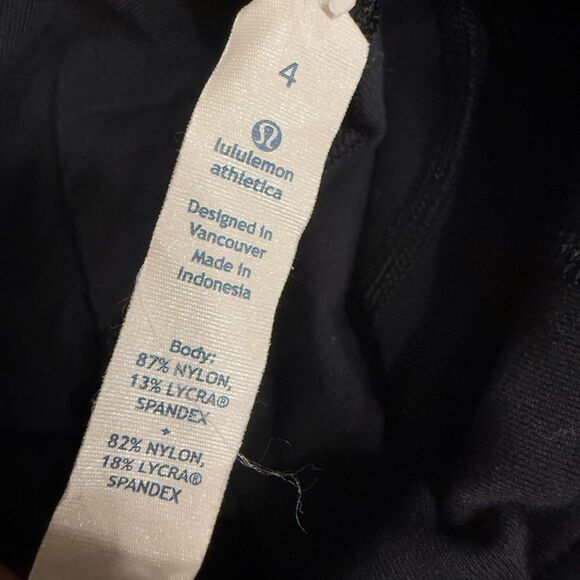 4
lululemon
athletica
Designed in
Vancouver
Made in
Indonesia
Body:
87% NYLON,
13% LYCRA®
SPANDEX
+
82% NYLON,
18% LYCRA®
SPANDEX